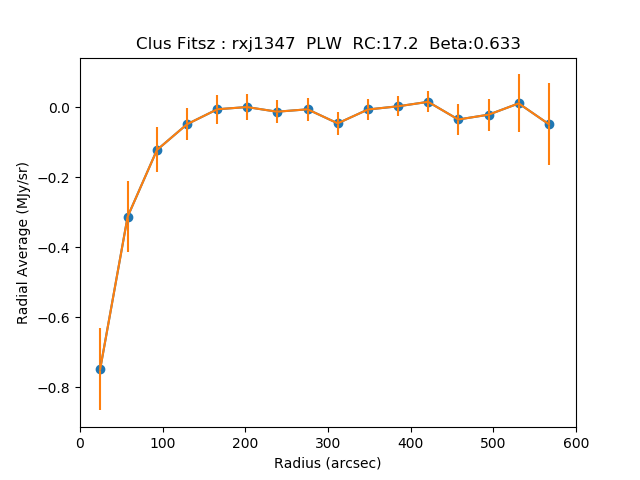 Clus Fitsz : rxj1347  PLW  RC:17.2  Beta:0.633
0.0
−0.2
−0.4
−0.6
−0.8
Radial Average (MJy/sr)
0 100 200 300 400 500 600
Radius (arcsec)